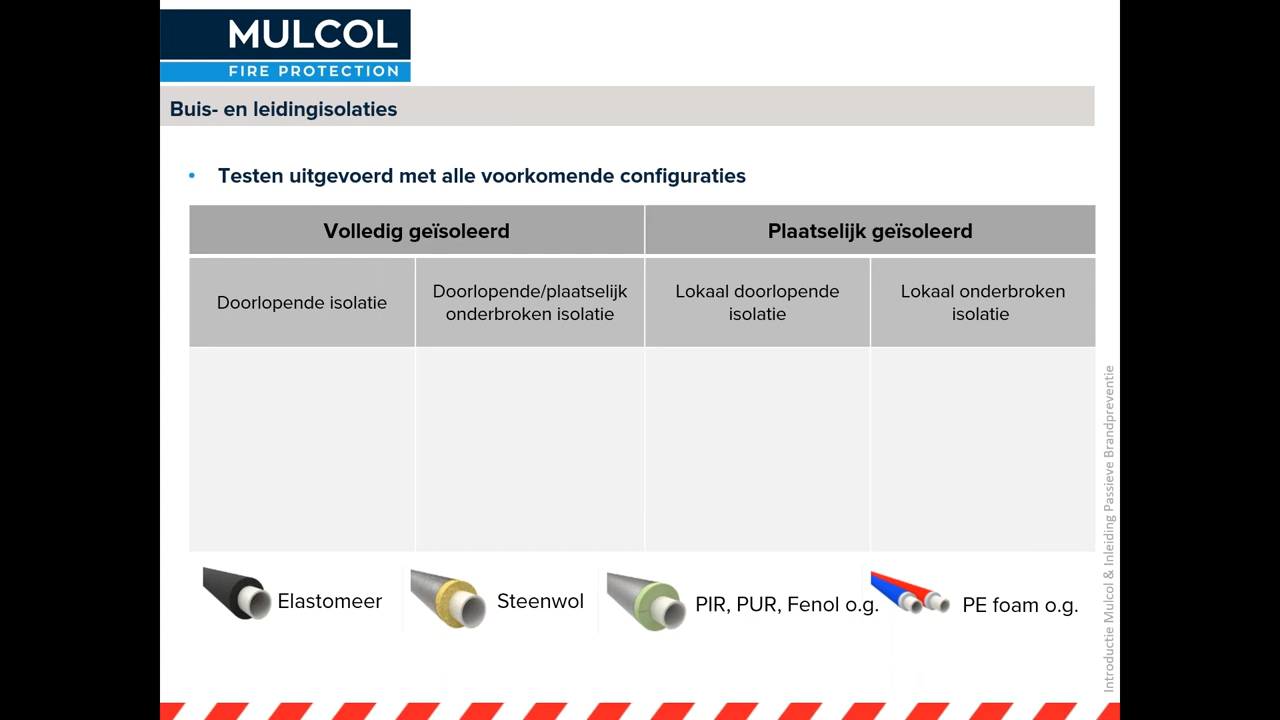 MULCOL
FIRE PROTECTION
Buis- en leidingisolaties
• Testen uitgevoerd met alle voorkomende configuraties
Volledig geïsoleerd
Plaatselijk geïsoleerd
Doorlopende isolatie
Doorlopende/plaatselijk
onderbroken isolatie
Lokaal doorlopende
isolatie
Lokaal onderbroken
isolatie
Elastomeer
Steenwol
PIR, PUR, Fenol o.g.
PE foam o.g.
Introductie Mulcol & Inleiding Passieve Brandpreventie